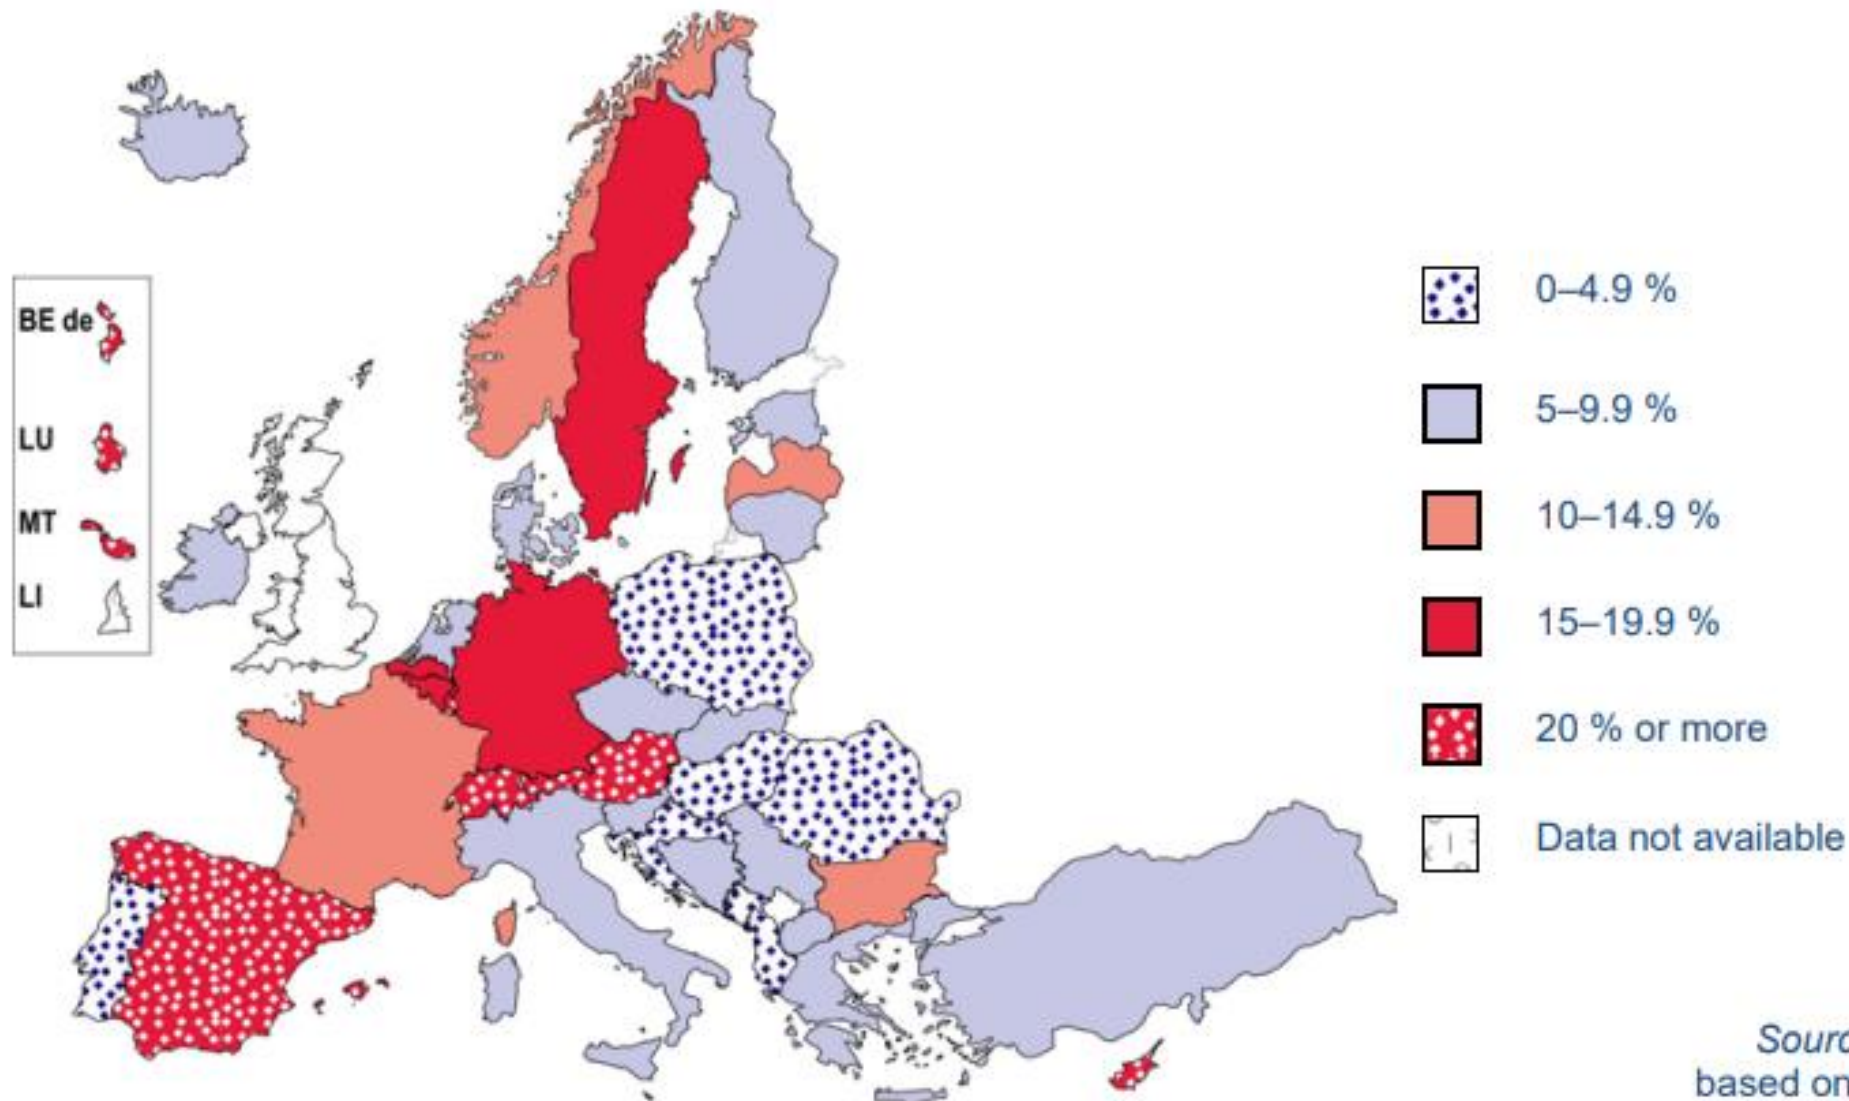 BE de
LU
MT
LI
0–4.9 %
5–9.9 %
10–14.9 %
15–19.9 %
20 % or more
Data not available
Sourc
based on